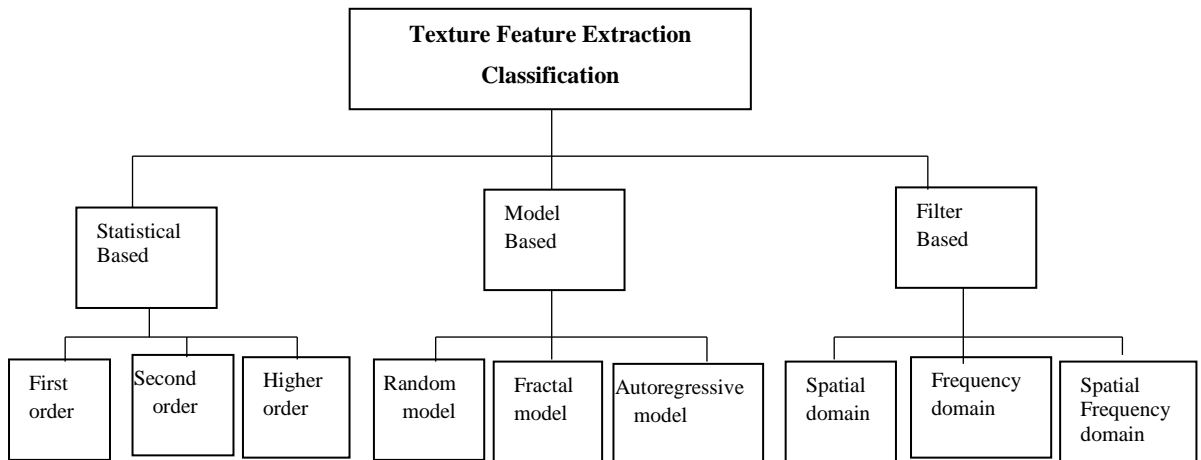 Texture Feature Extraction
Classification
Statistical
Based
Model
Based
Filter
Based
First
order
Second
order
Higher
order
Random
model
Fractal
model
Autoregressive
model
Spatial
domain
Frequency
domain
Spatial
Frequency
domain